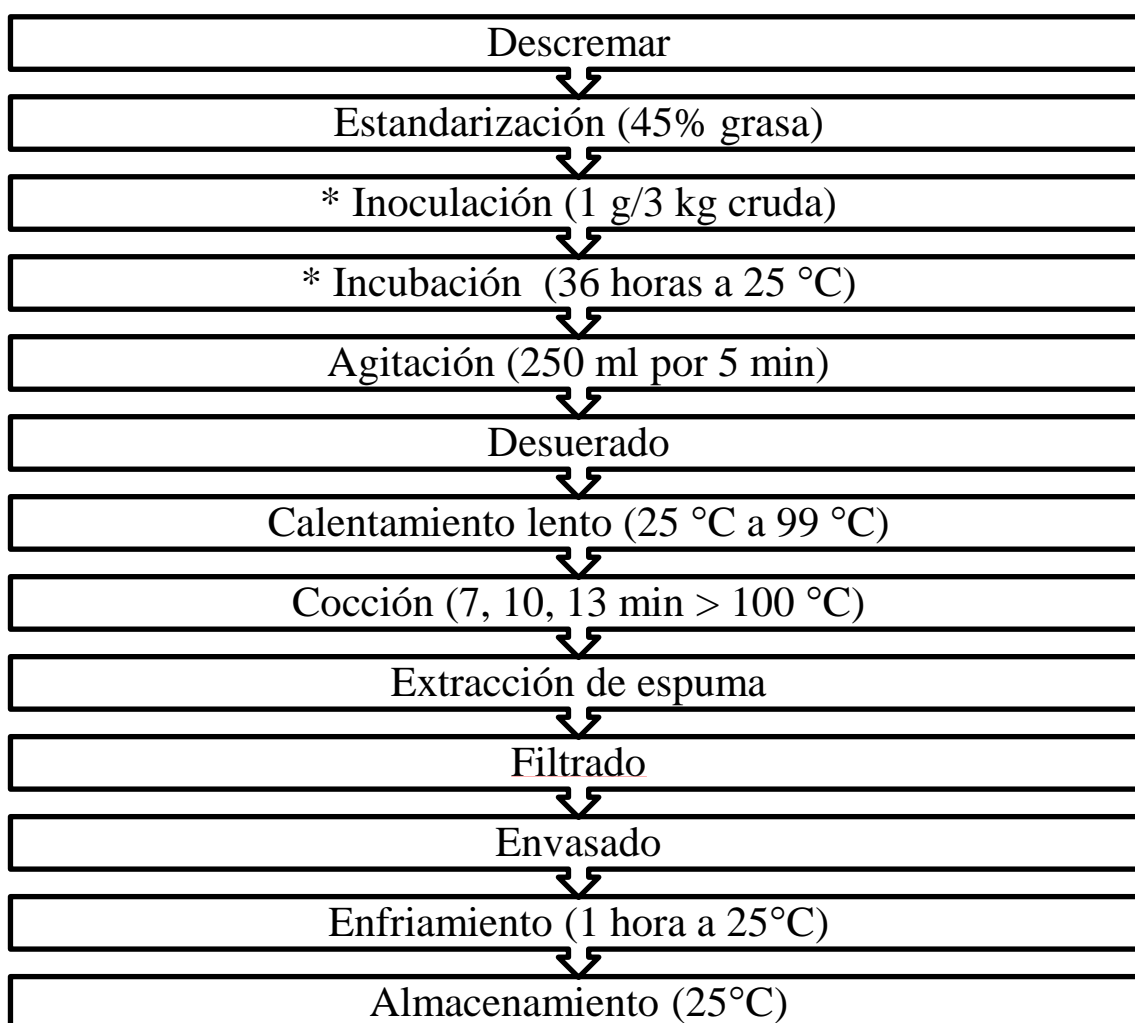 Descremar
Estandarización (45% grasa)
* Inoculación (1 g/3 kg cruda)
* Incubación (36 horas a 25 °C)
Agitación (250 ml por 5 min)
Desuerado
Calentamiento lento (25 °C a 99 °C)
Cocción (7, 10, 13 min > 100 °C)
Extracción de espuma
Filtrado
Envasado
Enfriamiento (1 hora a 25°C)
Almacenamiento (25°C)